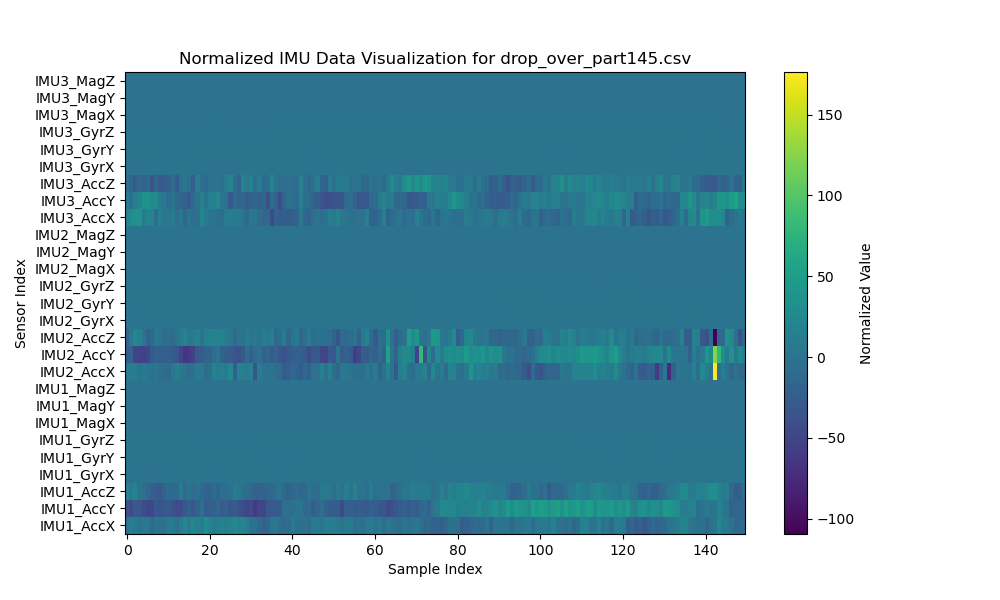 Normalized IMU Data Visualization for drop_over_part145.csv
IMU3_MagZ
IMU3_MagY
IMU3_MagX
IMU3_GyrZ
IMU3_GyrY
IMU3_GyrX
IMU3_AccZ
IMU3_AccY
IMU3_AccX
IMU2_MagZ
IMU2_MagY
IMU2_MagX
IMU2_GyrZ
IMU2_GyrY
IMU2_GyrX
IMU2_AccZ
IMU2_AccY
IMU2_AccX
IMU1_MagZ
IMU1_MagY
IMU1_MagX
IMU1_GyrZ
IMU1_GyrY
IMU1_GyrX
IMU1_AccZ
IMU1_AccY
IMU1_AccX
Sensor Index
0 20 40 60 80 100 120 140
Sample Index
150
100
50
0
−50
−100
Normalized Value